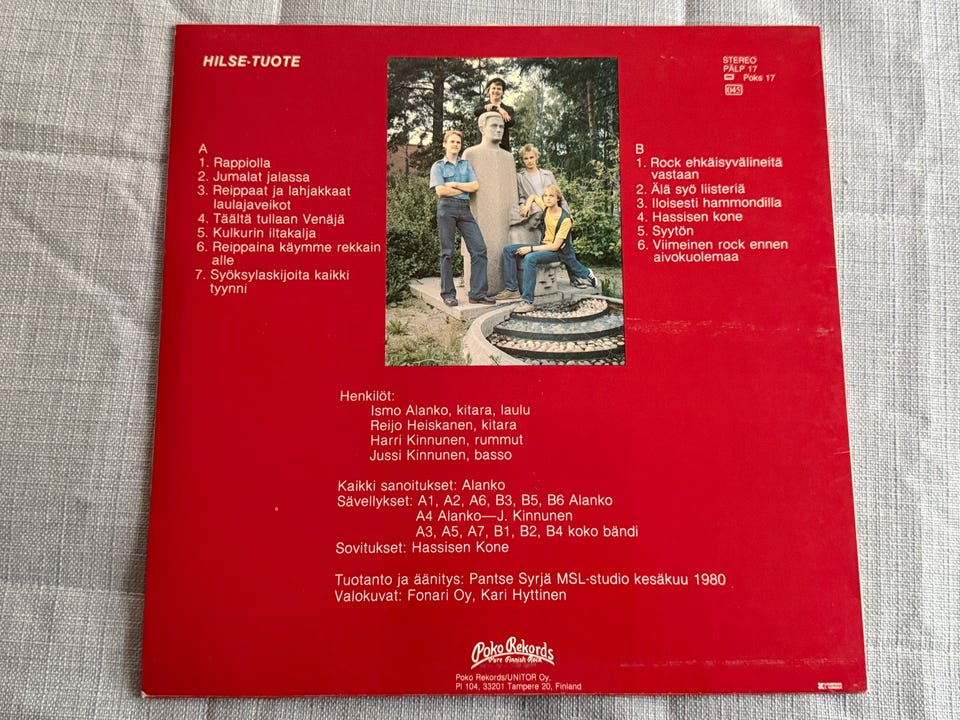 HILSE-TUOTE
STEREO
PÄLP 17
Poks 17
045
A
1. Rappiolla
2. Jumalat jalassa
3. Reippaat ja lahjakkaat
laulajaveikot
4. Täältä tullaan Venäjä
5. Kulkurin iltakalja
6. Reippaina käymme rekkain
alle
7. Syöksylaskijoita kaikki
tyynni
B
1. Rock ehkäisyvälineitä
vastaan
2. Älä syö liisteriä
3. Iloisesti hammondilla
4. Hassisen kone
5. Syytön
6. Viimeinen rock ennen
aivokuolemaa
Henkilöt:
Ismo Alanko, kitara, laulu
Reijo Heiskanen, kitara
Harri Kinnunen, rummut
Jussi Kinnunen, basso
Kaikki sanoitukset: Alanko
Sävellykset: A1, A2, A6, B3, B5, B6 Alanko
A4 Alanko—J. Kinnunen
A3, A5, A7, B1, B2, B4 koko bändi
Sovitukset: Hassisen Kone
Tuotanto ja äänitys: Pantse Syrjä MSL-studio kesäkuu 1980
Valokuvat: Fonari Oy, Kari Hyttinen
Poko Rekords
Pure Finnish Rock
Poko Rekords/UNITOR Oy,
Pl 104, 33201 Tampere 20, Finland